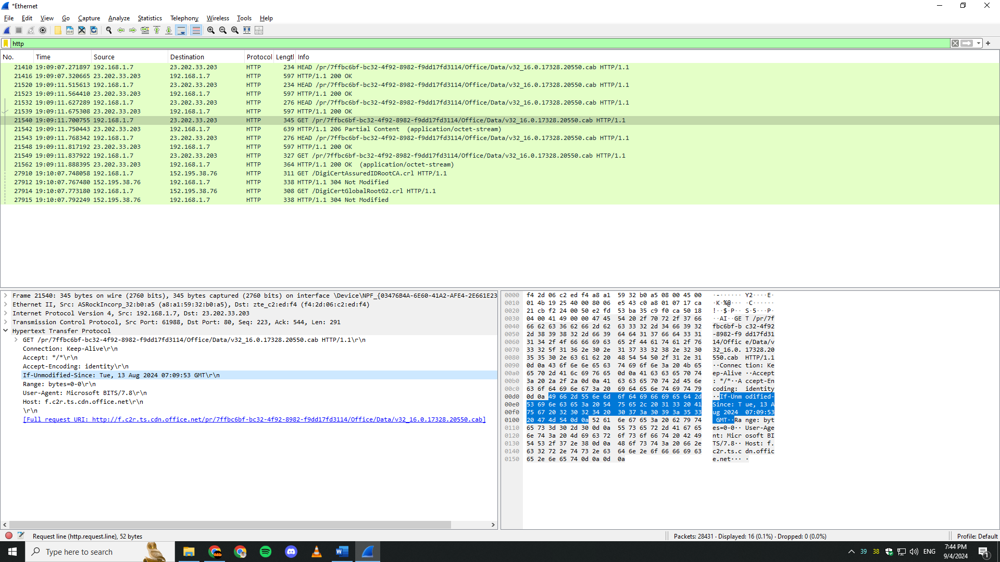 *Ethernet
File Edit View Go Capture Analyze Statistics Telephony Wireless Tools Help
http
No. Time Source Destination Protocol Lengtl Info
21410 19:09:07.271897 192.168.1.7 23.202.33.203 HTTP 234 HEAD /pr/7ffbc6bf-bc32-4f92-8982-f9dd17fd3114/Office/Data/v32_16.0.17328.20550.cab HTTP/1.1
21416 19:09:07.320665 23.202.33.203 192.168.1.7 HTTP 597 HTTP/1.1 200 OK
21520 19:09:11.515613 192.168.1.7 23.202.33.203 HTTP 234 HEAD /pr/7ffbc6bf-bc32-4f92-8982-f9dd17fd3114/Office/Data/v32_16.0.17328.20550.cab HTTP/1.1
21523 19:09:11.564410 23.202.33.203 192.168.1.7 HTTP 597 HTTP/1.1 200 OK
21532 19:09:11.627289 192.168.1.7 23.202.33.203 HTTP 276 HEAD /pr/7ffbc6bf-bc32-4f92-8982-f9dd17fd3114/Office/Data/v32_16.0.17328.20550.cab HTTP/1.1
21539 19:09:11.675308 23.202.33.203 192.168.1.7 HTTP 597 HTTP/1.1 200 OK
21540 19:09:11.700755 192.168.1.7 23.202.33.203 HTTP 345 GET /pr/7ffbc6bf-bc32-4f92-8982-f9dd17fd3114/Office/Data/v32_16.0.17328.20550.cab HTTP/1.1
21542 19:09:11.750443 23.202.33.203 192.168.1.7 HTTP 639 HTTP/1.1 206 Partial Content (application/octet-stream)
21543 19:09:11.768342 192.168.1.7 23.202.33.203 HTTP 276 HEAD /pr/7ffbc6bf-bc32-4f92-8982-f9dd17fd3114/Office/Data/v32_16.0.17328.20550.cab HTTP/1.1
21548 19:09:11.817192 23.202.33.203 192.168.1.7 HTTP 597 HTTP/1.1 200 OK
21549 19:09:11.837922 192.168.1.7 23.202.33.203 HTTP 327 GET /pr/7ffbc6bf-bc32-4f92-8982-f9dd17fd3114/Office/Data/v32_16.0.17328.20550.cab HTTP/1.1
21562 19:09:11.888395 23.202.33.203 192.168.1.7 HTTP 364 HTTP/1.1 200 OK (application/octet-stream)
27910 19:10:07.748058 192.168.1.7 152.195.38.76 HTTP 311 GET /DigiCertAssuredIDRootCA.crl HTTP/1.1
27912 19:10:07.767480 152.195.38.76 192.168.1.7 HTTP 338 HTTP/1.1 304 Not Modified
27914 19:10:07.773180 192.168.1.7 152.195.38.76 HTTP 308 GET /DigiCertGlobalRootG2.crl HTTP/1.1
27915 19:10:07.792249 152.195.38.76 192.168.1.7 HTTP 338 HTTP/1.1 304 Not Modified
Frame 21540: 345 bytes on wire (2760 bits), 345 bytes captured (2760 bits) on interface \Device\NPF_{03476B4A-6E60-41A2-AFE4-2E661E23
Ethernet II, Src: ASRockIncorp_32:b0:a5 (a8:a1:59:32:b0:a5), Dst: zte_c2:ed:f4 (f4:2d:06:c2:ed:f4)
Internet Protocol Version 4, Src: 192.168.1.7, Dst: 23.202.33.203
Transmission Control Protocol, Src Port: 61988, Dst Port: 80, Seq: 223, Ack: 544, Len: 291
Hypertext Transfer Protocol
GET /pr/7ffbc6bf-bc32-4f92-8982-f9dd17fd3114/Office/Data/v32_16.0.17328.20550.cab HTTP/1.1\r\n
Connection: Keep-Alive\r\n
Accept: */*\r\n
Accept-Encoding: identity\r\n
If-Unmodified-Since: Tue, 13 Aug 2024 07:09:53 GMT\r\n
Range: bytes=0-0\r\n
User-Agent: Microsoft BITS/7.8\r\n
Host: f.c2r.ts.cdn.office.net\r\n
\r\n
[Full request URI: http://f.c2r.ts.cdn.office.net/pr/7ffbc6bf-bc32-4f92-8982-f9dd17fd3114/Office/Data/v32_16.0.17328.20550.cab]
0000 f4 2d 06 c2 ed f4 a8 a1 59 32 b0 a5 08 00 45 00 ·-······ Y2····E·
0010 01 4b 19 25 40 00 80 06 e5 43 c0 a8 01 07 17 ca ·K·%@··· ·C······
0020 21 cb f2 24 00 50 e2 fd 53 ba 35 c9 f0 ca 50 18 !··$·P·· S·5···P·
0030 04 00 41 49 00 00 47 45 54 20 2f 70 72 2f 37 66 ··AI··GE T /pr/7f
0040 66 62 63 36 62 66 2d 62 63 33 32 2d 34 66 39 32 fbc6bf-b c32-4f92
0050 2d 38 39 38 32 2d 66 39 64 64 31 37 66 64 33 31 -8982-f9 dd17fd31
0060 31 34 2f 4f 66 66 69 63 65 2f 44 61 74 61 2f 76 14/Offic e/Data/v
0070 33 32 5f 31 36 2e 30 2e 31 37 33 32 38 2e 32 30 32_16.0. 17328.20
0080 35 35 30 2e 63 61 62 20 48 54 54 50 2f 31 2e 31 550.cab HTTP/1.1
0090 0d 0a 43 6f 6e 6e 65 63 74 69 6f 6e 3a 20 4b 65 ··Connec tion: Ke
00a0 65 70 2d 41 6c 69 76 65 0d 0a 41 63 63 65 70 74 ep-Alive ··Accept
00b0 3a 20 2a 2f 2a 0d 0a 41 63 63 65 70 74 2d 45 6e : */*··A ccept-En
00c0 63 6f 64 69 6e 67 3a 20 69 64 65 6e 74 69 74 79 coding: identity
00d0 0d 0a 49 66 2d 55 6e 6d 6f 64 69 66 69 65 64 2d ··If-Unm odified-
00e0 53 69 6e 63 65 3a 20 54 75 65 2c 20 31 33 20 41 Since: T ue, 13 A
00f0 75 67 20 32 30 32 34 20 30 37 3a 30 39 3a 35 33 ug 2024 07:09:53
0100 20 47 4d 54 0d 0a 52 61 6e 67 65 3a 20 62 79 74 GMT··Ra nge: byt
0110 65 73 3d 30 2d 30 0d 0a 55 73 65 72 2d 41 67 65 es=0-0·· User-Age
0120 6e 74 3a 20 4d 69 63 72 6f 73 6f 66 74 20 42 49 nt: Micr osoft BI
0130 54 53 2f 37 2e 38 0d 0a 48 6f 73 74 3a 20 66 2e TS/7.8·· Host: f.
0140 63 32 72 2e 74 73 2e 63 64 6e 2e 6f 66 66 69 63 c2r.ts.c dn.offic
0150 65 2e 6e 65 74 0d 0a 0d 0a e.net··· ·
Request line (http.request.line), 52 bytes
Packets: 28431 · Displayed: 16 (0.1%) · Dropped: 0 (0.0%)
Profile: Default
Type here to search
39 38 ENG
7:44 PM
9/4/2024
1